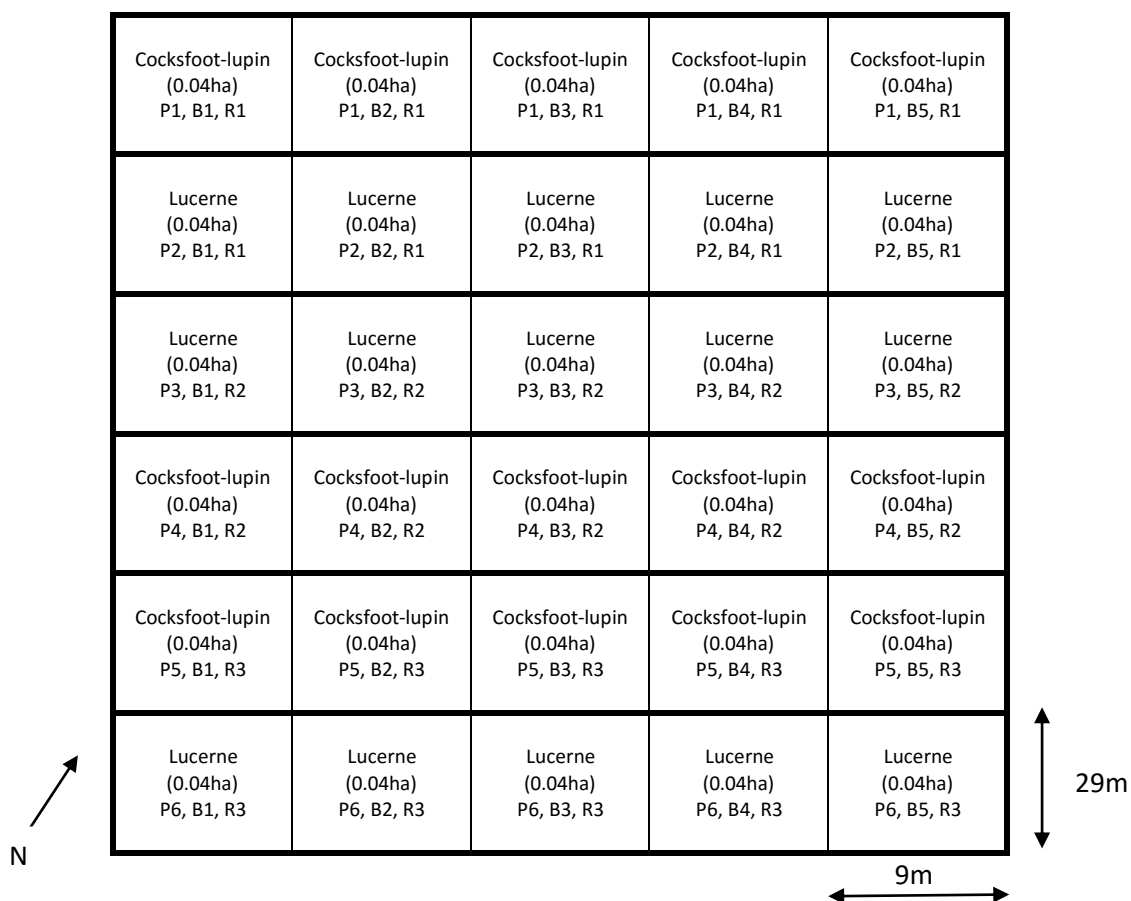 Cocksfoot-lupin
(0.04ha)
P1, B1, R1
Cocksfoot-lupin
(0.04ha)
P1, B2, R1
Cocksfoot-lupin
(0.04ha)
P1, B3, R1
Cocksfoot-lupin
(0.04ha)
P1, B4, R1
Cocksfoot-lupin
(0.04ha)
P1, B5, R1
Lucerne
(0.04ha)
P2, B1, R1
Lucerne
(0.04ha)
P2, B2, R1
Lucerne
(0.04ha)
P2, B3, R1
Lucerne
(0.04ha)
P2, B4, R1
Lucerne
(0.04ha)
P2, B5, R1
Lucerne
(0.04ha)
P3, B1, R2
Lucerne
(0.04ha)
P3, B2, R2
Lucerne
(0.04ha)
P3, B3, R2
Lucerne
(0.04ha)
P3, B4, R2
Lucerne
(0.04ha)
P3, B5, R2
Cocksfoot-lupin
(0.04ha)
P4, B1, R2
Cocksfoot-lupin
(0.04ha)
P4, B2, R2
Cocksfoot-lupin
(0.04ha)
P4, B3, R2
Cocksfoot-lupin
(0.04ha)
P4, B4, R2
Cocksfoot-lupin
(0.04ha)
P4, B5, R2
Cocksfoot-lupin
(0.04ha)
P5, B1, R3
Cocksfoot-lupin
(0.04ha)
P5, B2, R3
Cocksfoot-lupin
(0.04ha)
P5, B3, R3
Cocksfoot-lupin
(0.04ha)
P5, B4, R3
Cocksfoot-lupin
(0.04ha)
P5, B5, R3
Lucerne
(0.04ha)
P6, B1, R3
Lucerne
(0.04ha)
P6, B2, R3
Lucerne
(0.04ha)
P6, B3, R3
Lucerne
(0.04ha)
P6, B4, R3
Lucerne
(0.04ha)
P6, B5, R3
29m
N
9m